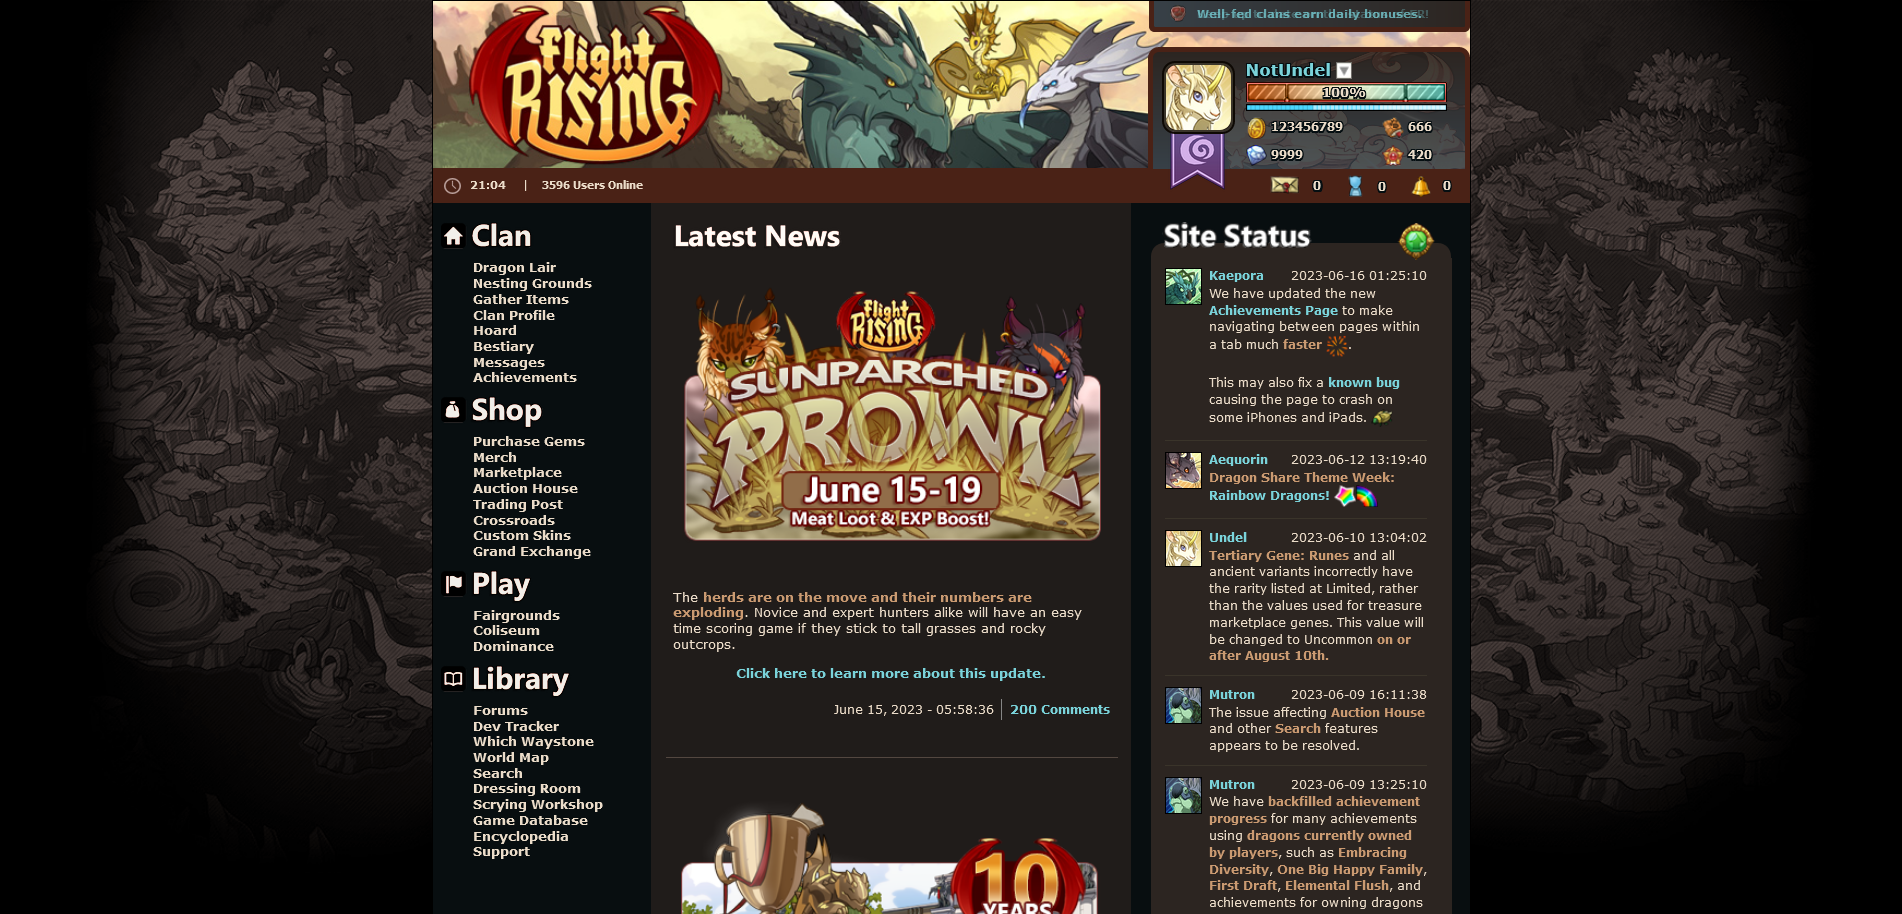 Flight
RISING
Well-fed clans earn daily bonuses.
NotUndel
100%
123456789
666
9999
420
21:04 | 3596 Users Online
0 0 0
Clan
Dragon Lair
Nesting Grounds
Gather Items
Clan Profile
Hoard
Bestiary
Messages
Achievements
Shop
Purchase Gems
Merch
Marketplace
Auction House
Trading Post
Crossroads
Custom Skins
Grand Exchange
Play
Fairgrounds
Coliseum
Dominance
Library
Forums
Dev Tracker
Which Waystone
World Map
Search
Dressing Room
Scrying Workshop
Game Database
Encyclopedia
Support
Latest News
Flight
RISING
SUNPARCHED
PROWL
June 15-19
Meat Loot & EXP Boost!
The herds are on the move and their numbers are
exploding. Novice and expert hunters alike will have an easy
time scoring game if they stick to tall grasses and rocky
outcrops.
Click here to learn more about this update.
June 15, 2023 - 05:58:36 | 200 Comments
10
YEARS
Site Status
Kaepora 2023-06-16 01:25:10
We have updated the new
Achievements Page to make
navigating between pages within
a tab much faster .
This may also fix a known bug
causing the page to crash on
some iPhones and iPads.
Aequorin 2023-06-12 13:19:40
Dragon Share Theme Week:
Rainbow Dragons!
Undel 2023-06-10 13:04:02
Tertiary Gene: Runes and all
ancient variants incorrectly have
the rarity listed at Limited, rather
than the values used for treasure
marketplace genes. This value will
be changed to Uncommon on or
after August 10th.
Mutron 2023-06-09 16:11:38
The issue affecting Auction House
and other Search features
appears to be resolved.
Mutron 2023-06-09 13:25:10
We have backfilled achievement
progress for many achievements
using dragons currently owned
by players, such as Embracing
Diversity, One Big Happy Family,
First Draft, Elemental Flush, and
achievements for owning dragons